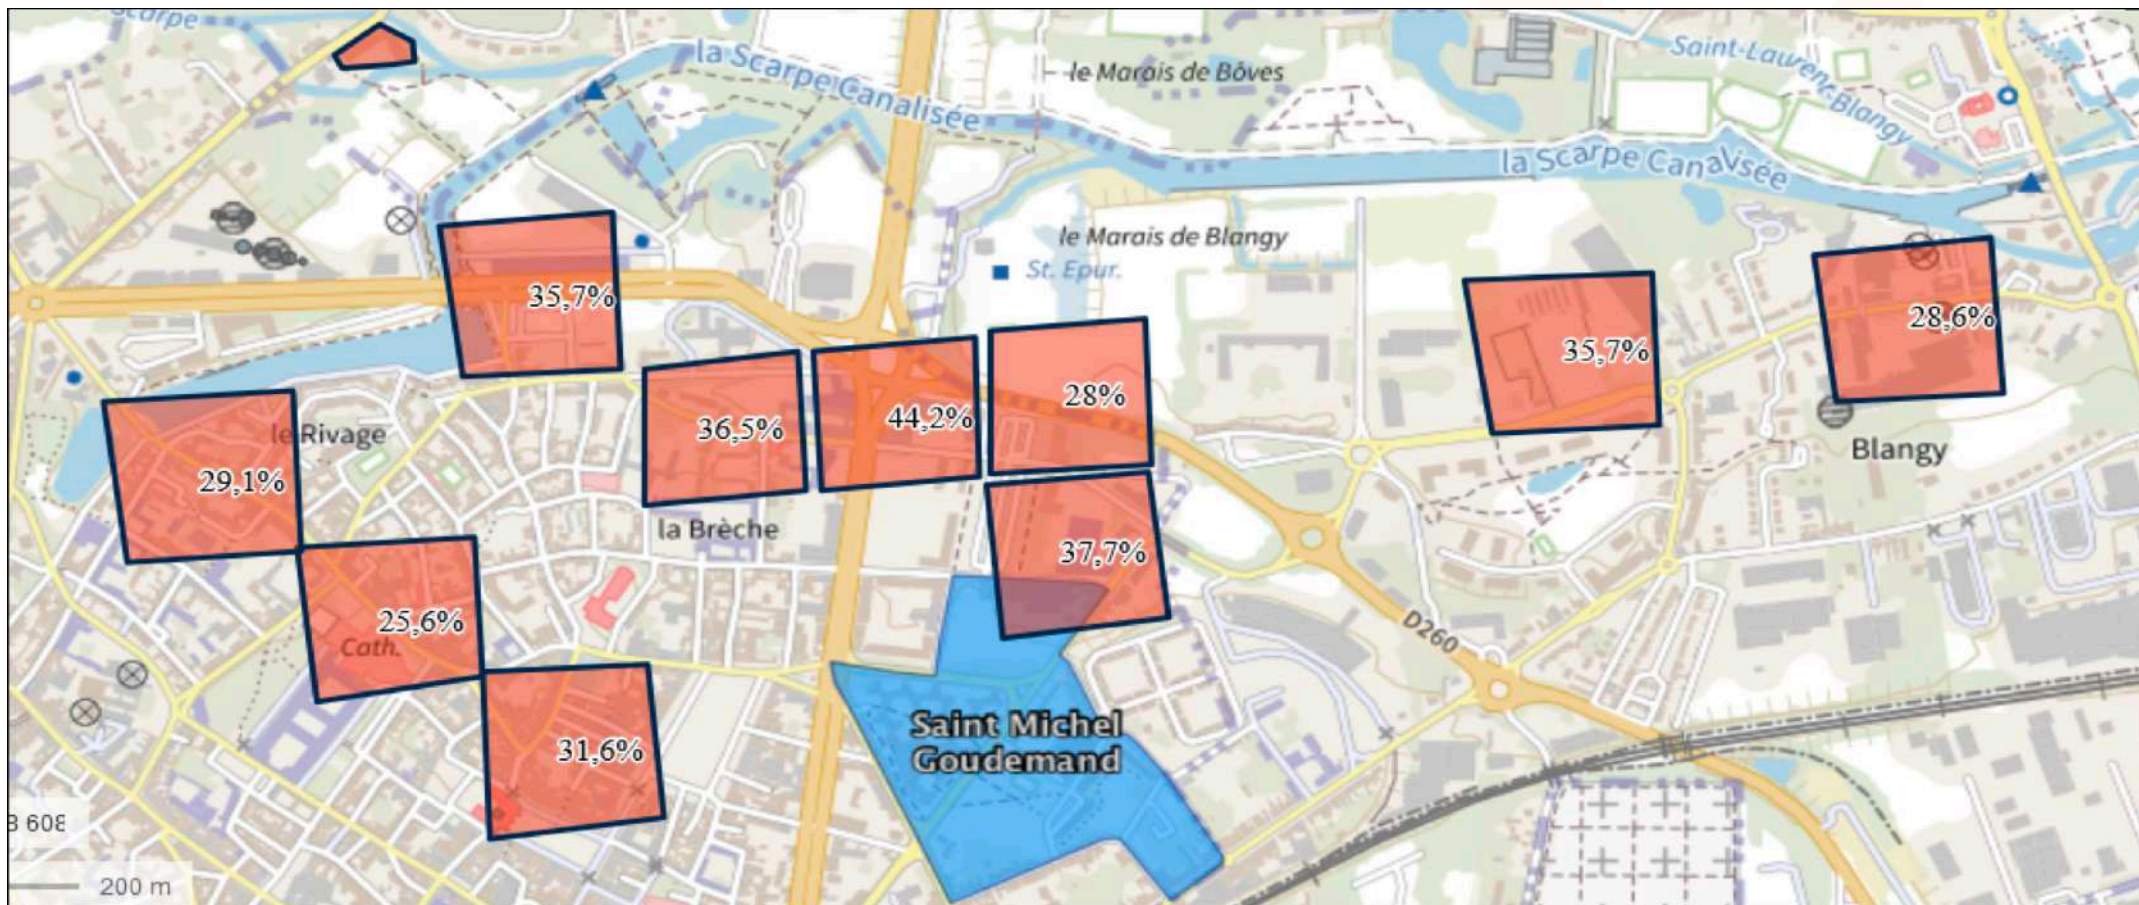 Scarpe
la Scarpe Canalisée
le Marais de Bôves
Saint-Laurent-Blangy
la Scarpe Canalisée
le Marais de Blangy
St. Epur.
35,7%
28,6%
35,7%
28%
44,2%
36,5%
le Rivage
Blangy
29,1%
la Brèche
37,7%
25,6%
Cath.
D260
Saint Michel
Goudemand
31,6%
3 608
200 m